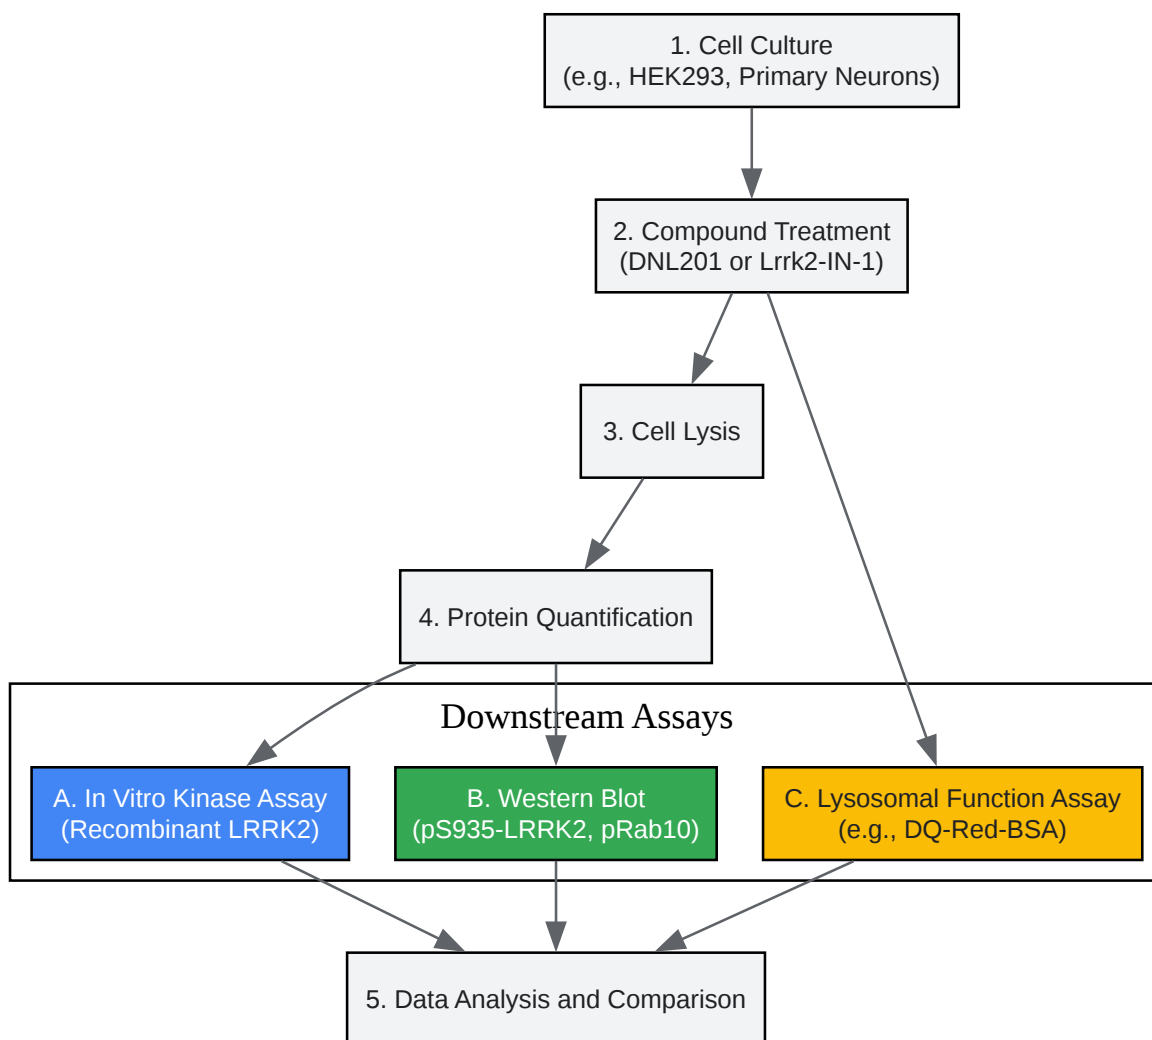 1. Cell Culture
(e.g., HEK293, Primary Neurons)
2. Compound Treatment
(DNL201 or Lrrk2-IN-1)
3. Cell Lysis
4. Protein Quantification
Downstream Assays
A. In Vitro Kinase Assay
(Recombinant LRRK2)
B. Western Blot
(pS935-LRRK2, pRab10)
C. Lysosomal Function Assay
(e.g., DQ-Red-BSA)
5. Data Analysis and Comparison